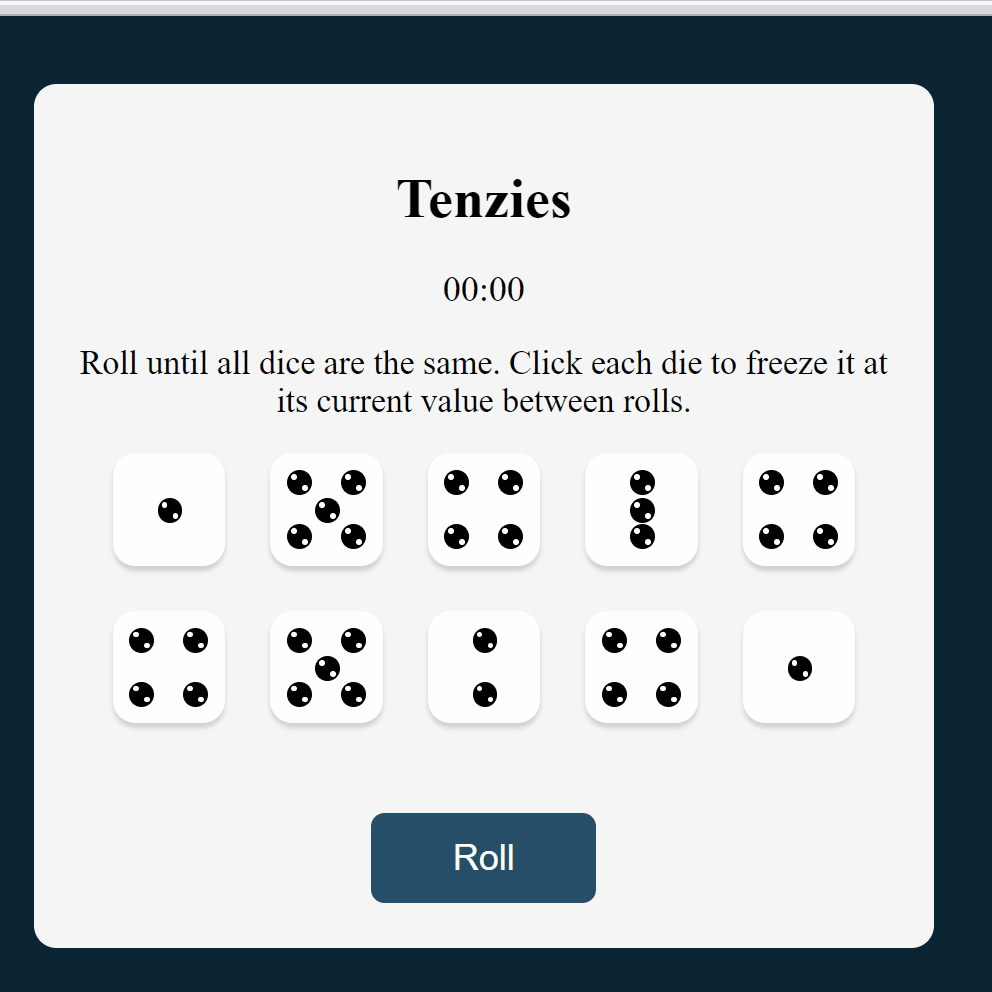 Tenzies
00:00
Roll until all dice are the same. Click each die to freeze it at
its current value between rolls.
Roll